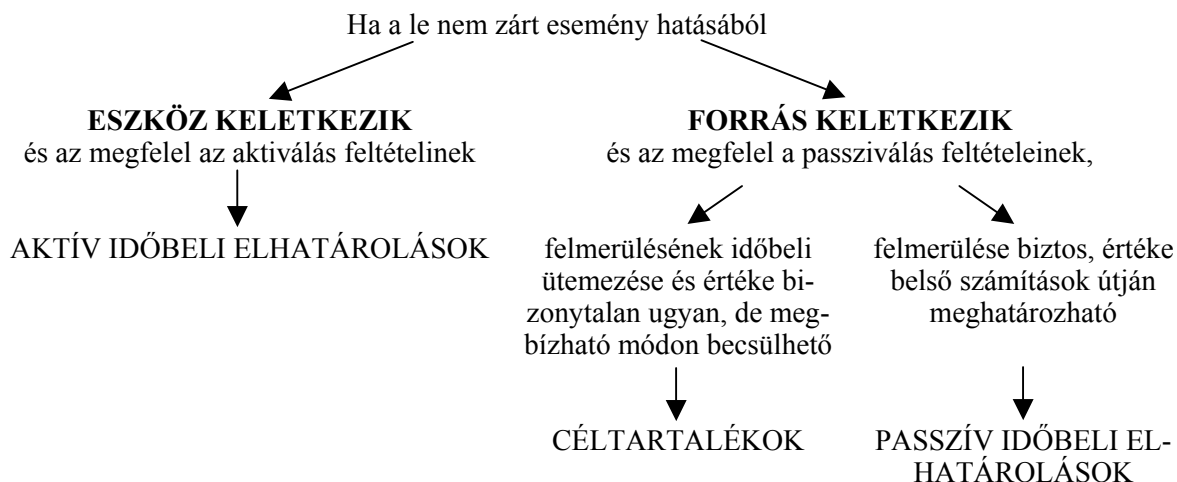 Ha a le nem zárt esemény hatásából
ESZKÖZ KELETKEZIK
és az megfelel az aktiválás feltételinek
FORRÁS KELETKEZIK
és az megfelel a passziválás feltételeinek,
AKTÍV IDŐBELI ELHATÁROLÁSOK
felmerülésének időbeli
ütemezése és értéke bi-
zonytalan ugyan, de meg-
bízható módon becsülhető
felmerülése biztos, értéke
belső számítások útján
meghatározható
CÉLTARTALÉKOK
PASSZÍV IDŐBELI EL-
HATÁROLÁSOK